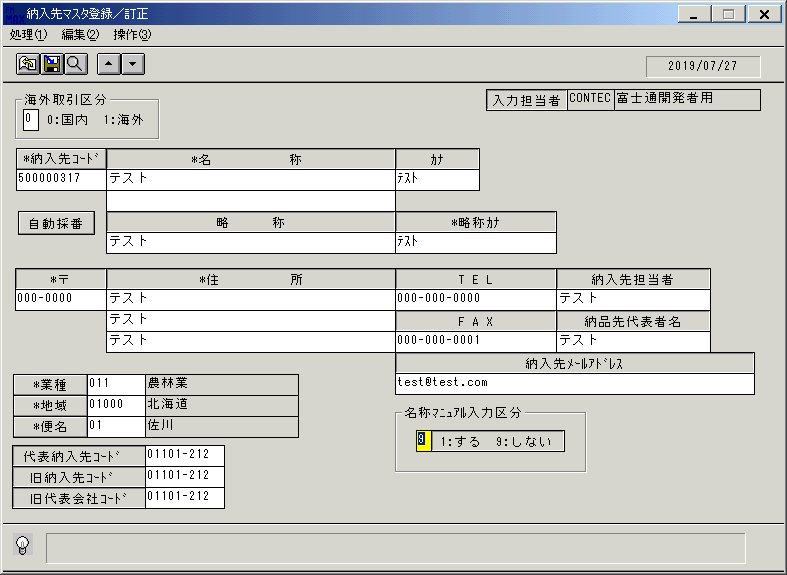 納入先マスタ登録／訂正
処理(1) 編集(2) 操作(3)
2019/07/27
海外取引区分
0 0:国内 1:海外
入力担当者 CONTEC 富士通開発者用
*納入先ｺｰﾄﾞ *名 称 ｶﾅ
500000317 テスト ﾃｽﾄ
自動採番 略 称 *略称ｶﾅ
テスト ﾃｽﾄ
*〒 *住 所 ＴＥＬ 納入先担当者
000-0000 テスト 000-000-0000 テスト
テスト ＦＡＸ 納品先代表者名
テスト 000-000-0001 テスト
納入先ﾒｰﾙｱﾄﾞﾚｽ
test@test.com
*業種 011 農林業
*地域 01000 北海道
*便名 01 佐川
名称ﾏﾆｭｱﾙ入力区分
9 1:する 9:しない
代表納入先ｺｰﾄﾞ 01101-212
旧納入先ｺｰﾄﾞ 01101-212
旧代表会社ｺｰﾄﾞ 01101-212